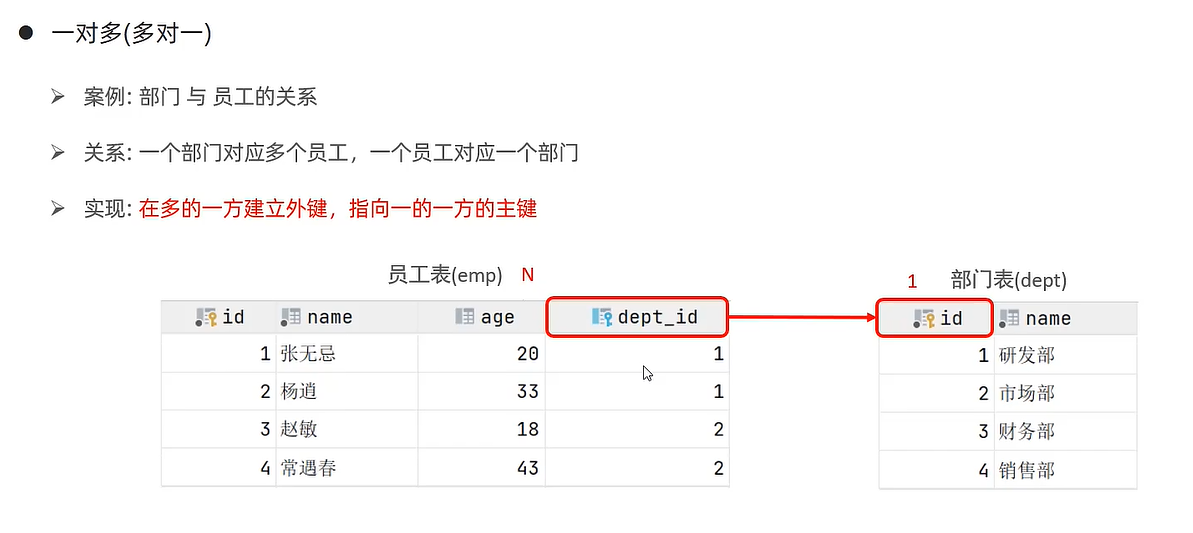 ● 一对多(多对一)
➢ 案例: 部门 与 员工的关系
➢ 关系: 一个部门对应多个员工，一个员工对应一个部门
➢ 实现: 在多的一方建立外键，指向一的一方的主键
员工表(emp) N
id name age dept_id
1 张无忌 20 1
2 杨逍 33 1
3 赵敏 18 2
4 常遇春 43 2
1 部门表(dept)
id name
1 研发部
2 市场部
3 财务部
4 销售部